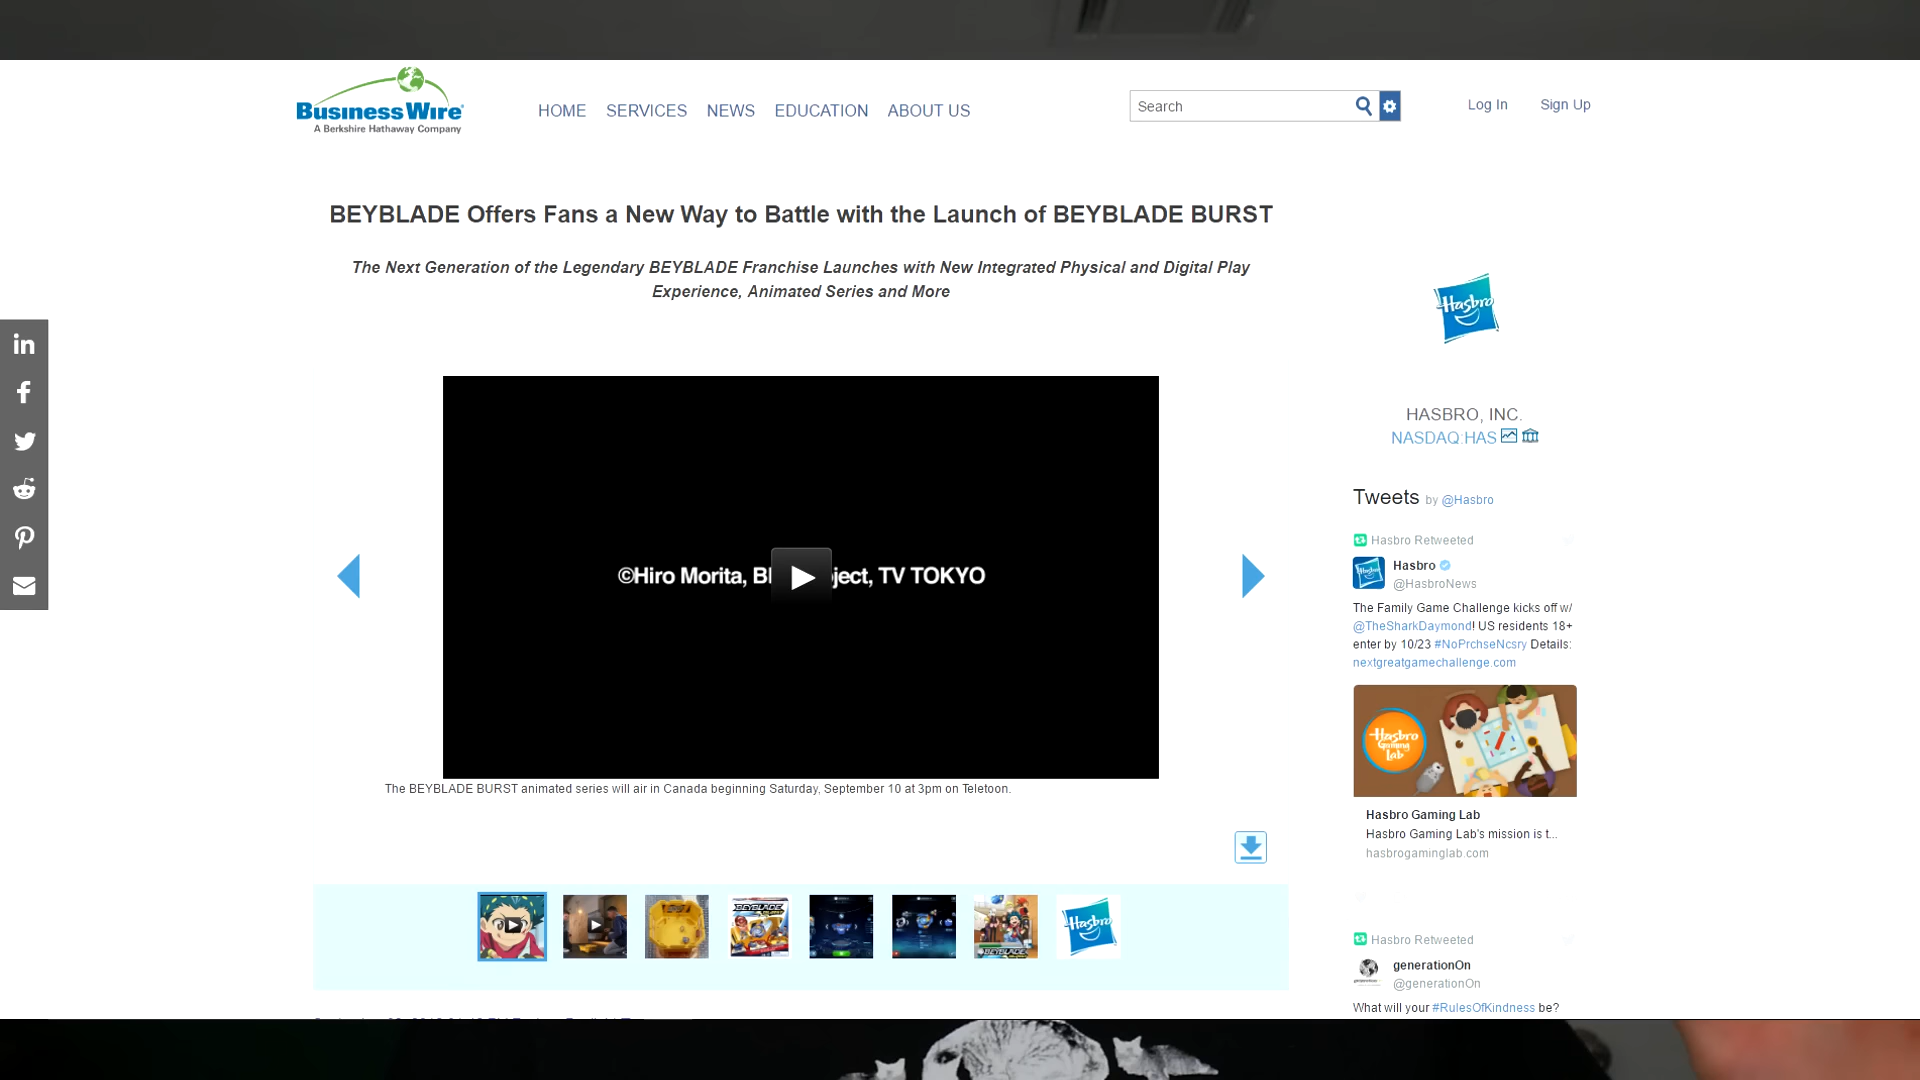 BusinessWire
A Berkshire Hathaway Company
HOME SERVICES NEWS EDUCATION ABOUT US
Search
Log In Sign Up
BEYBLADE Offers Fans a New Way to Battle with the Launch of BEYBLADE BURST
The Next Generation of the Legendary BEYBLADE Franchise Launches with New Integrated Physical and Digital Play
Experience, Animated Series and More
©Hiro Morita, TV TOKYO
The BEYBLADE BURST animated series will air in Canada beginning Saturday, September 10 at 3pm on Teletoon.
BEYBLADE
BEYBLADE
Hasbro
Hasbro
HASBRO, INC.
NASDAQ:HAS
Tweets by @Hasbro
Hasbro Retweeted
Hasbro
@HasbroNews
The Family Game Challenge kicks off w/
@TheSharkDaymond! US residents 18+
enter by 10/23 #NoPrchseNcsry Details:
nextgreatgamechallenge.com
Hasbro
Gaming
Lab
Hasbro Gaming Lab
Hasbro Gaming Lab's mission is t...
hasbrogaminglab.com
Hasbro Retweeted
generationOn
@generationOn
What will your #RulesOfKindness be?